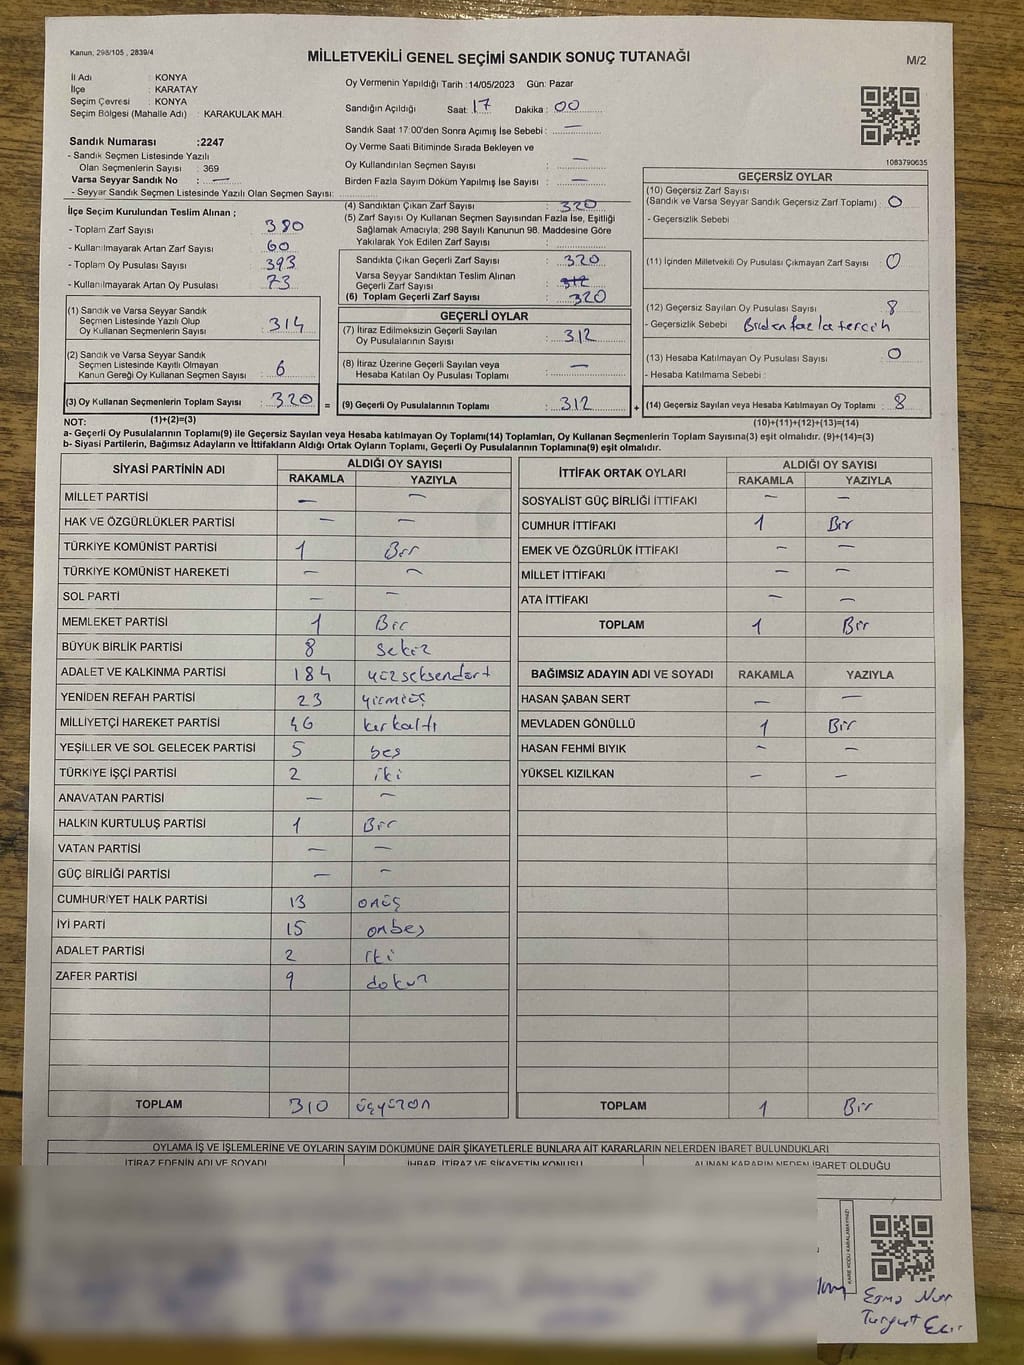 Kanun; 298/105 , 2839/4
MİLLETVEKİLİ GENEL SEÇİMİ SANDIK SONUÇ TUTANAĞI
M/2
İl Adı : KONYA
İlçe : KARATAY
Seçim Çevresi : KONYA
Seçim Bölgesi (Mahalle Adı) : KARAKULAK MAH.
Oy Vermenin Yapıldığı Tarih :14/05/2023 Gün: Pazar
Sandığın Açıldığı Saat: 17 Dakika : 00
Sandık Saat 17:00'den Sonra Açımış İse Sebebi : —
Oy Verme Saati Bitiminde Sırada Bekleyen ve
Oy Kullandırılan Seçmen Sayısı : —
Birden Fazla Sayım Döküm Yapılmış İse Sayısı : —
1083790635
Sandık Numarası :2247
- Sandık Seçmen Listesinde Yazılı
Olan Seçmenlerin Sayısı : 369
Varsa Seyyar Sandık No : —
- Seyyar Sandık Seçmen Listesinde Yazılı Olan Seçmen Sayısı:
İlçe Seçim Kurulundan Teslim Alınan ;
- Toplam Zarf Sayısı : 380
- Kullanılmayarak Artan Zarf Sayısı : 60
- Toplam Oy Pusulası Sayısı : 393
- Kullanılmayarak Artan Oy Pusulası : 73
(1) Sandık ve Varsa Seyyar Sandık
Seçmen Listesinde Yazılı Olup
Oy Kullanan Seçmenlerin Sayısı : 314
(2) Sandık ve Varsa Seyyar Sandık
Seçmen Listesinde Kayıtlı Olmayan
Kanun Gereği Oy Kullanan Seçmen Sayısı : 6
(3) Oy Kullanan Seçmenlerin Toplam Sayısı : 320
(1)+(2)=(3)
(4) Sandıktan Çıkan Zarf Sayısı : 320
(5) Zarf Sayısı Oy Kullanan Seçmen Sayısından Fazla İse, Eşitliği
Sağlamak Amacıyla; 298 Sayılı Kanunun 98. Maddesine Göre
Yakılarak Yok Edilen Zarf Sayısı :
Sandıkta Çıkan Geçerli Zarf Sayısı : 320
Varsa Seyyar Sandıktan Teslim Alınan
Geçerli Zarf Sayısı : 312
(6) Toplam Geçerli Zarf Sayısı : 320
GEÇERLİ OYLAR
(7) İtiraz Edilmeksizin Geçerli Sayılan
Oy Pusulalarının Sayısı : 312
(8) İtiraz Üzerine Geçerli Sayılan veya
Hesaba Katılan Oy Pusulası Toplamı : —
= (9) Geçerli Oy Pusulalarının Toplamı : 312 +
GEÇERSİZ OYLAR
(10) Geçersiz Zarf Sayısı
(Sandık ve Varsa Seyyar Sandık Geçersiz Zarf Toplamı) : 0
- Geçersizlik Sebebi :
(11) İçinden Milletvekili Oy Pusulası Çıkmayan Zarf Sayısı : 0
(12) Geçersiz Sayılan Oy Pusulası Sayısı : 8
- Geçersizlik Sebebi : Birden fazla tercih
(13) Hesaba Katılmayan Oy Pusulası Sayısı : 0
- Hesaba Katılmama Sebebi :
(14) Geçersiz Sayılan veya Hesaba Katılmayan Oy Toplamı : 8
(10)+(11)+(12)+(13)=(14)
NOT:
a- Geçerli Oy Pusulalarının Toplamı(9) ile Geçersiz Sayılan veya Hesaba katılmayan Oy Toplamı(14) Toplamları, Oy Kullanan Seçmenlerin Toplam Sayısına(3) eşit olmalıdır. (9)+(14)=(3)
b- Siyasi Partilerin, Bağımsız Adayların ve İttifakların Aldığı Ortak Oyların Toplamı, Geçerli Oy Pusulalarının Toplamına(9) eşit olmalıdır.
SİYASİ PARTİNİN ADI ALDIĞI OY SAYISI
RAKAMLA YAZIYLA
MİLLET PARTİSİ — —
HAK VE ÖZGÜRLÜKLER PARTİSİ — —
TÜRKİYE KOMÜNİST PARTİSİ 1 Bir
TÜRKİYE KOMÜNİST HAREKETİ — —
SOL PARTİ — —
MEMLEKET PARTİSİ 1 Bir
BÜYÜK BİRLİK PARTİSİ 8 sekiz
ADALET VE KALKINMA PARTİSİ 184 yüzseksendört
YENİDEN REFAH PARTİSİ 23 yirmiüç
MİLLİYETÇİ HAREKET PARTİSİ 46 kırkaltı
YEŞİLLER VE SOL GELECEK PARTİSİ 5 beş
TÜRKİYE İŞÇİ PARTİSİ 2 iki
ANAVATAN PARTİSİ — —
HALKIN KURTULUŞ PARTİSİ 1 Bir
VATAN PARTİSİ — —
GÜÇ BİRLİĞİ PARTİSİ — —
CUMHURİYET HALK PARTİSİ 13 onüç
İYİ PARTİ 15 onbeş
ADALET PARTİSİ 2 iki
ZAFER PARTİSİ 9 dokuz
TOPLAM 310 üçyüzon
İTTİFAK ORTAK OYLARI ALDIĞI OY SAYISI
RAKAMLA YAZIYLA
SOSYALİST GÜÇ BİRLİĞİ İTTİFAKI — —
CUMHUR İTTİFAKI 1 Bir
EMEK VE ÖZGÜRLÜK İTTİFAKI — —
MİLLET İTTİFAKI — —
ATA İTTİFAKI — —
TOPLAM 1 Bir
BAĞIMSIZ ADAYIN ADI VE SOYADI RAKAMLA YAZIYLA
HASAN ŞABAN SERT — —
MEVLADEN GÖNÜLLÜ 1 Bir
HASAN FEHMİ BIYIK — —
YÜKSEL KIZILKAN — —
TOPLAM 1 Bir
OYLAMA İŞ VE İŞLEMLERİNE VE OYLARIN SAYIM DÖKÜMÜNE DAİR ŞİKAYETLERLE BUNLARA AİT KARARLARIN NELERDEN İBARET BULUNDUKLARI
İTİRAZ EDENİN ADI VE SOYADI İHBAR, İTİRAZ VE ŞİKAYETİN KONUSU ALINAN KARARIN NEDEN İBARET OLDUĞU
KARE KODU KARALAMAYINIZ!
Esma Nur
Turgut